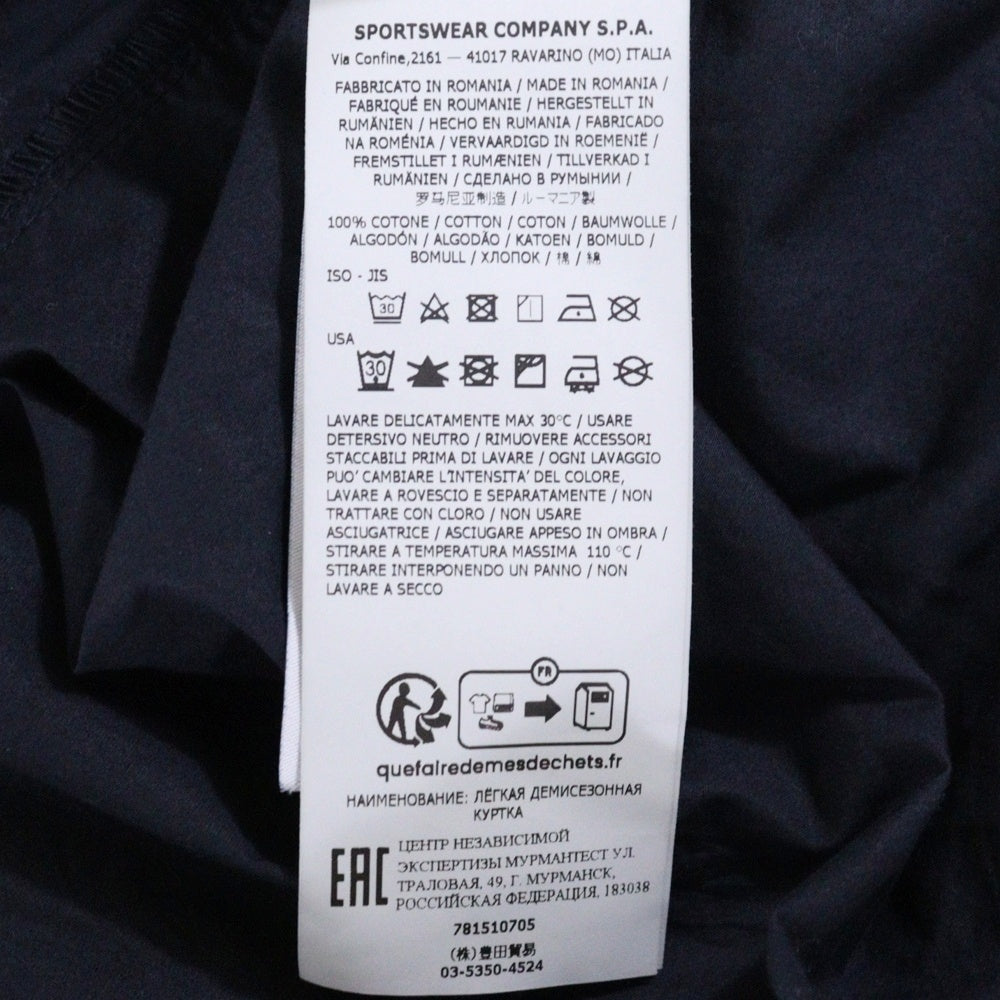 SPORTSWEAR COMPANY S.P.A.
Via Confine,2161 — 41017 RAVARINO (MO) ITALIA
FABBRICATO IN ROMANIA / MADE IN ROMANIA /
FABRIQUÉ EN ROUMANIE / HERGESTELLT IN
RUMÄNIEN / HECHO EN RUMANIA / FABRICADO
NA ROMÉNIA / VERVAARDIGD IN ROEMENIË /
FREMSTILLET I RUMÆNIEN / TILLVERKAD I
RUMÄNIEN / СДЕЛАНО В РУМЫНИИ /
罗马尼亚制造 / ルーマニア製
100% COTONE / COTTON / COTON / BAUMWOLLE /
ALGODÓN / ALGODÃO / KATOEN / BOMULD /
BOMULL / ХЛОПОК / 棉 / 綿
ISO - JIS
30
USA
30
LAVARE DELICATAMENTE MAX 30°C / USARE
DETERSIVO NEUTRO / RIMUOVERE ACCESSORI
STACCABILI PRIMA DI LAVARE / OGNI LAVAGGIO
PUO' CAMBIARE L'INTENSITA' DEL COLORE,
LAVARE A ROVESCIO E SEPARATAMENTE / NON
TRATTARE CON CLORO / NON USARE
ASCIUGATRICE / ASCIUGARE APPESO IN OMBRA /
STIRARE A TEMPERATURA MASSIMA 110 °C /
STIRARE INTERPONENDO UN PANNO / NON
LAVARE A SECCO
FR
quefairedemesdechets.fr
НАИМЕНОВАНИЕ: ЛЁГКАЯ ДЕМИСЕЗОННАЯ
КУРТКА
EAC
ЦЕНТР НЕЗАВИСИМОЙ
ЭКСПЕРТИЗЫ МУРМАНТЕСТ УЛ.
ТРАЛОВАЯ, 49, Г. МУРМАНСК,
РОССИЙСКАЯ ФЕДЕРАЦИЯ, 183038
781510705
(株)豊田貿易
03-5350-4524